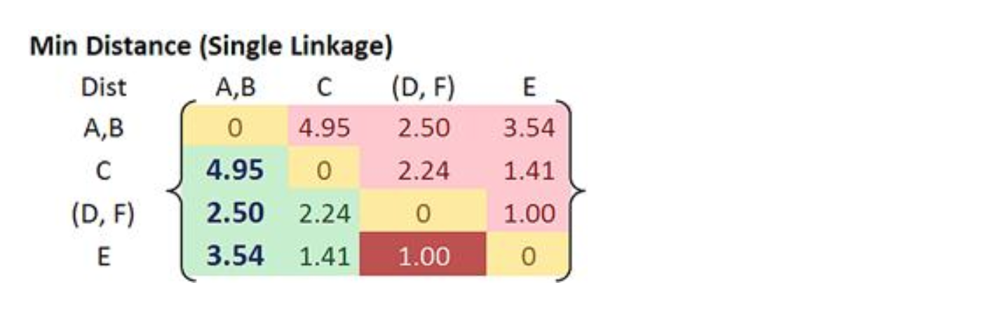 Min Distance (Single Linkage)
Dist A,B C (D, F) E
A,B 0 4.95 2.50 3.54
C 4.95 0 2.24 1.41
(D, F) 2.50 2.24 0 1.00
E 3.54 1.41 1.00 0